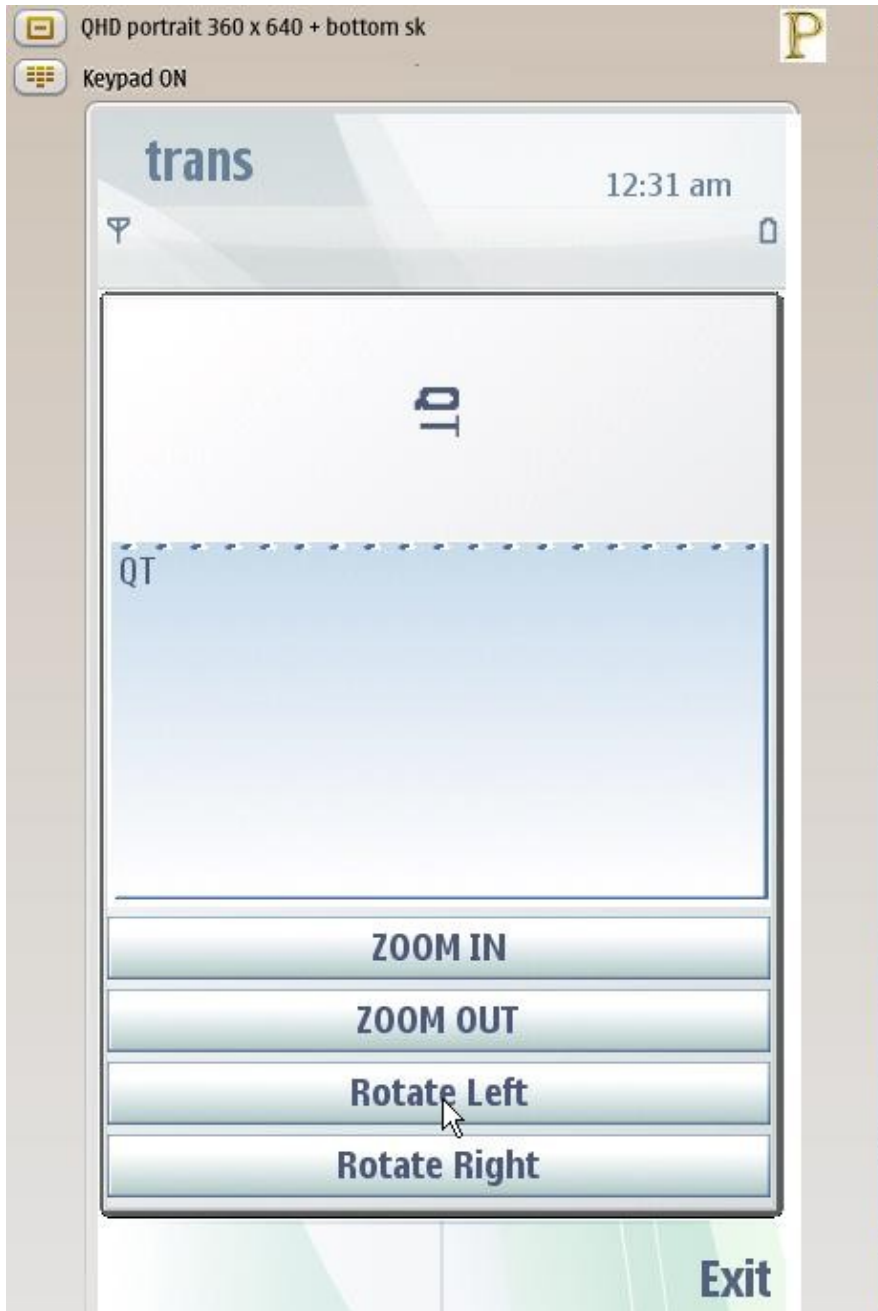 QHD portrait 360 x 640 + bottom sk
P
Keypad ON
trans
12:31 am
QT
QT
ZOOM IN
ZOOM OUT
Rotate Left
Rotate Right
Exit